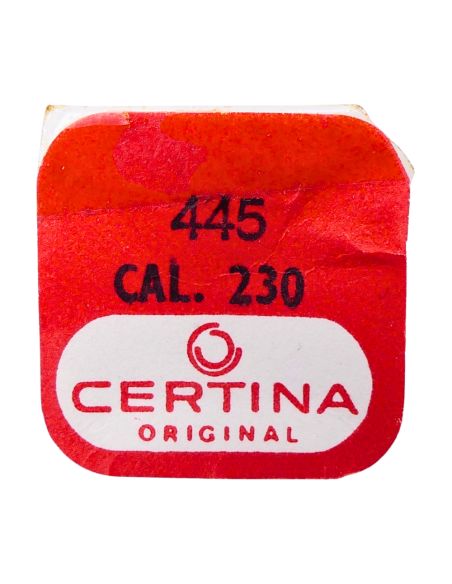 445
CAL. 230
CERTINA
ORIGINAL